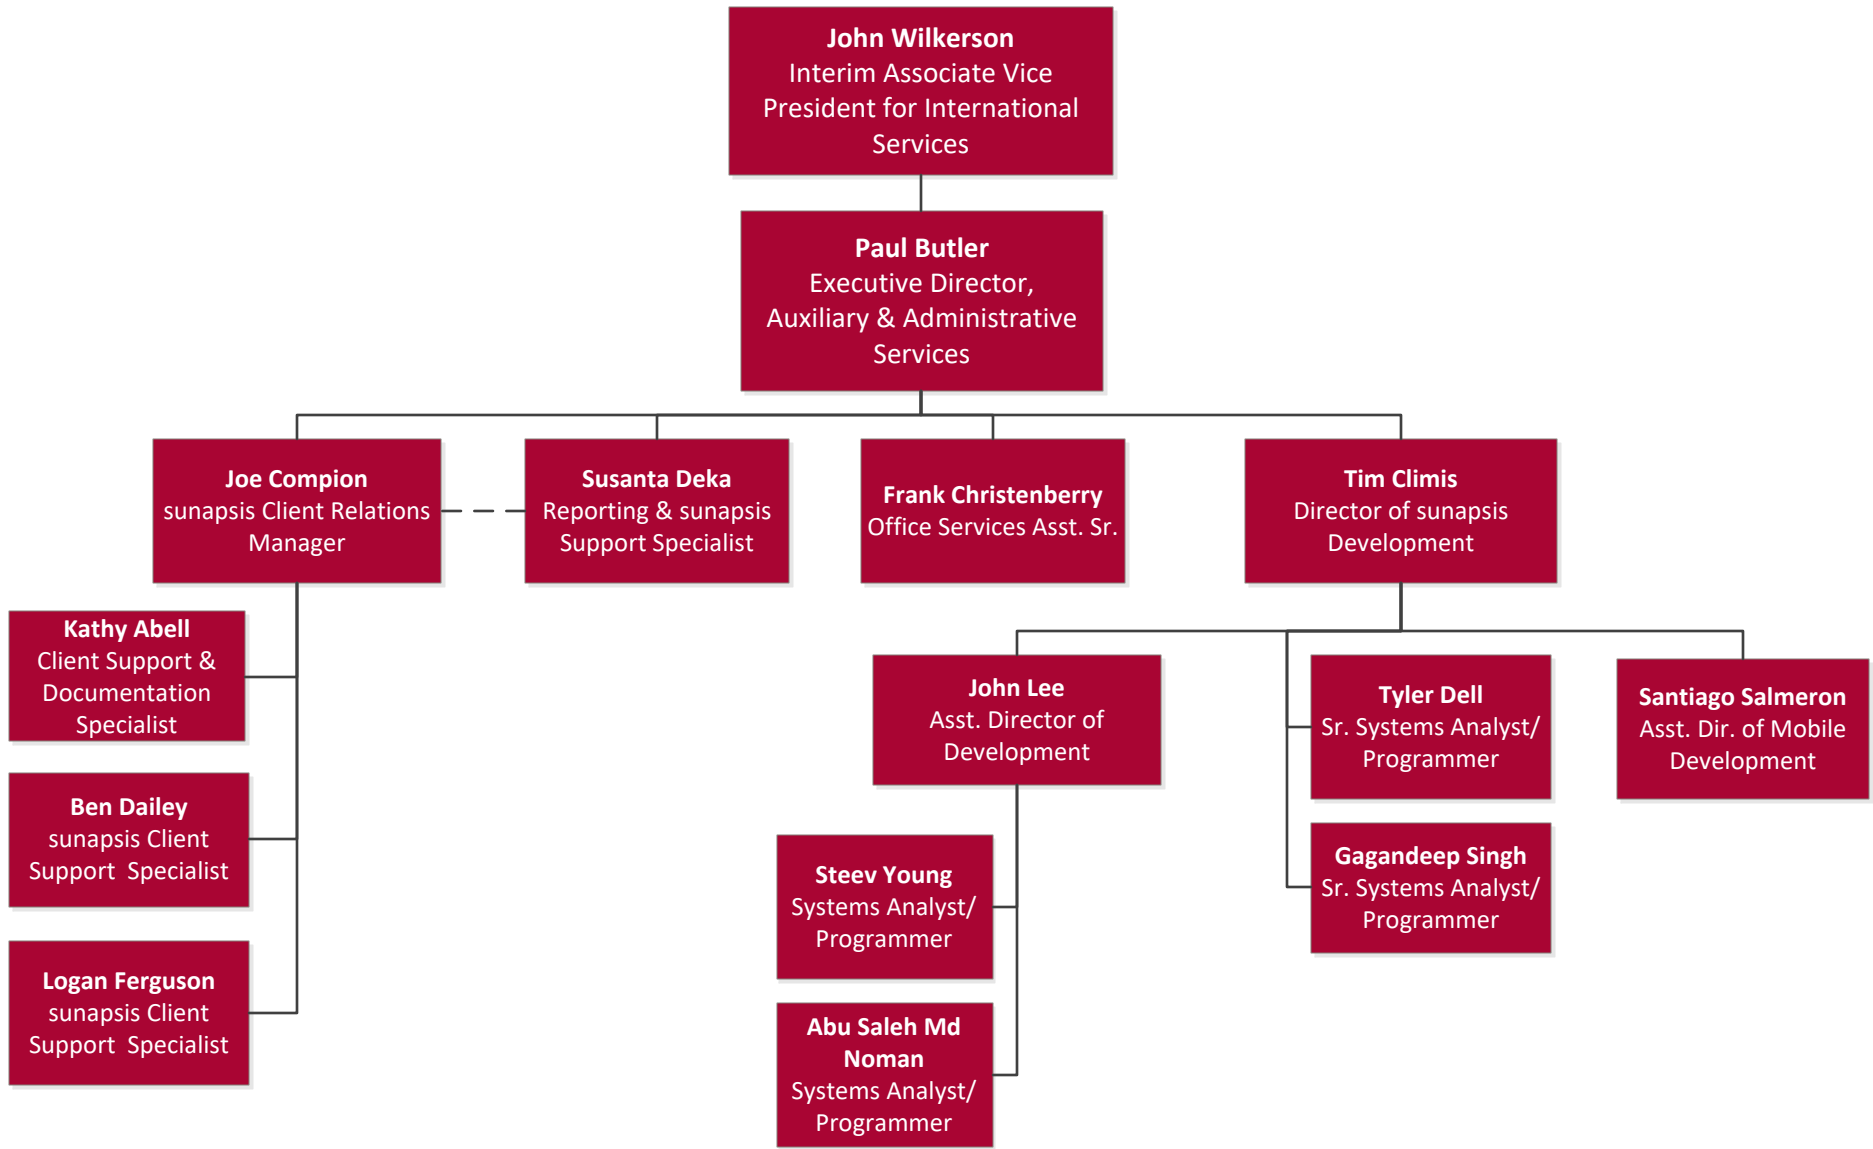 John Wilkerson
Interim Associate Vice
President for International
Services
Paul Butler
Executive Director,
Auxiliary & Administrative
Services
Joe Compion
sunapsis Client Relations
Manager
Susanta Deka
Reporting & sunapsis
Support Specialist
Frank Christenberry
Office Services Asst. Sr.
Tim Climis
Director of sunapsis
Development
Kathy Abell
Client Support &
Documentation
Specialist
Ben Dailey
sunapsis Client
Support  Specialist
Logan Ferguson
sunapsis Client
Support  Specialist
John Lee
Asst. Director of
Development
Steev Young
Systems Analyst/
Programmer
Abu Saleh Md
Noman
Systems Analyst/
Programmer
Tyler Dell
Sr. Systems Analyst/
Programmer
Gagandeep Singh
Sr. Systems Analyst/
Programmer
Santiago Salmeron
Asst. Dir. of Mobile
Development